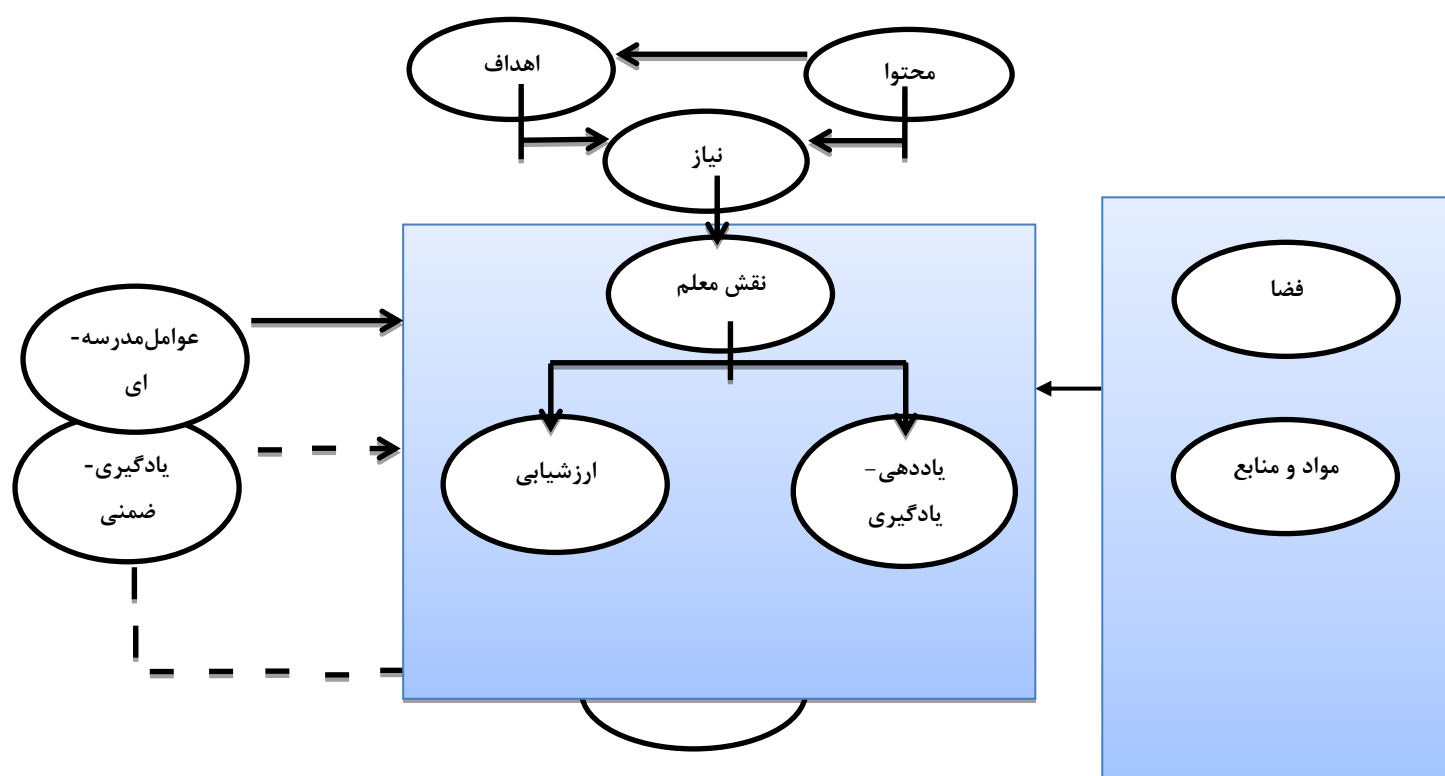 محتوا
اهداف
نیاز
نقش معلم
فضا
عوامل‌مدرسه-
ای
یاددهی–
یادگیری
ارزشیابی
مواد و منابع
یادگیری-
ضمنی